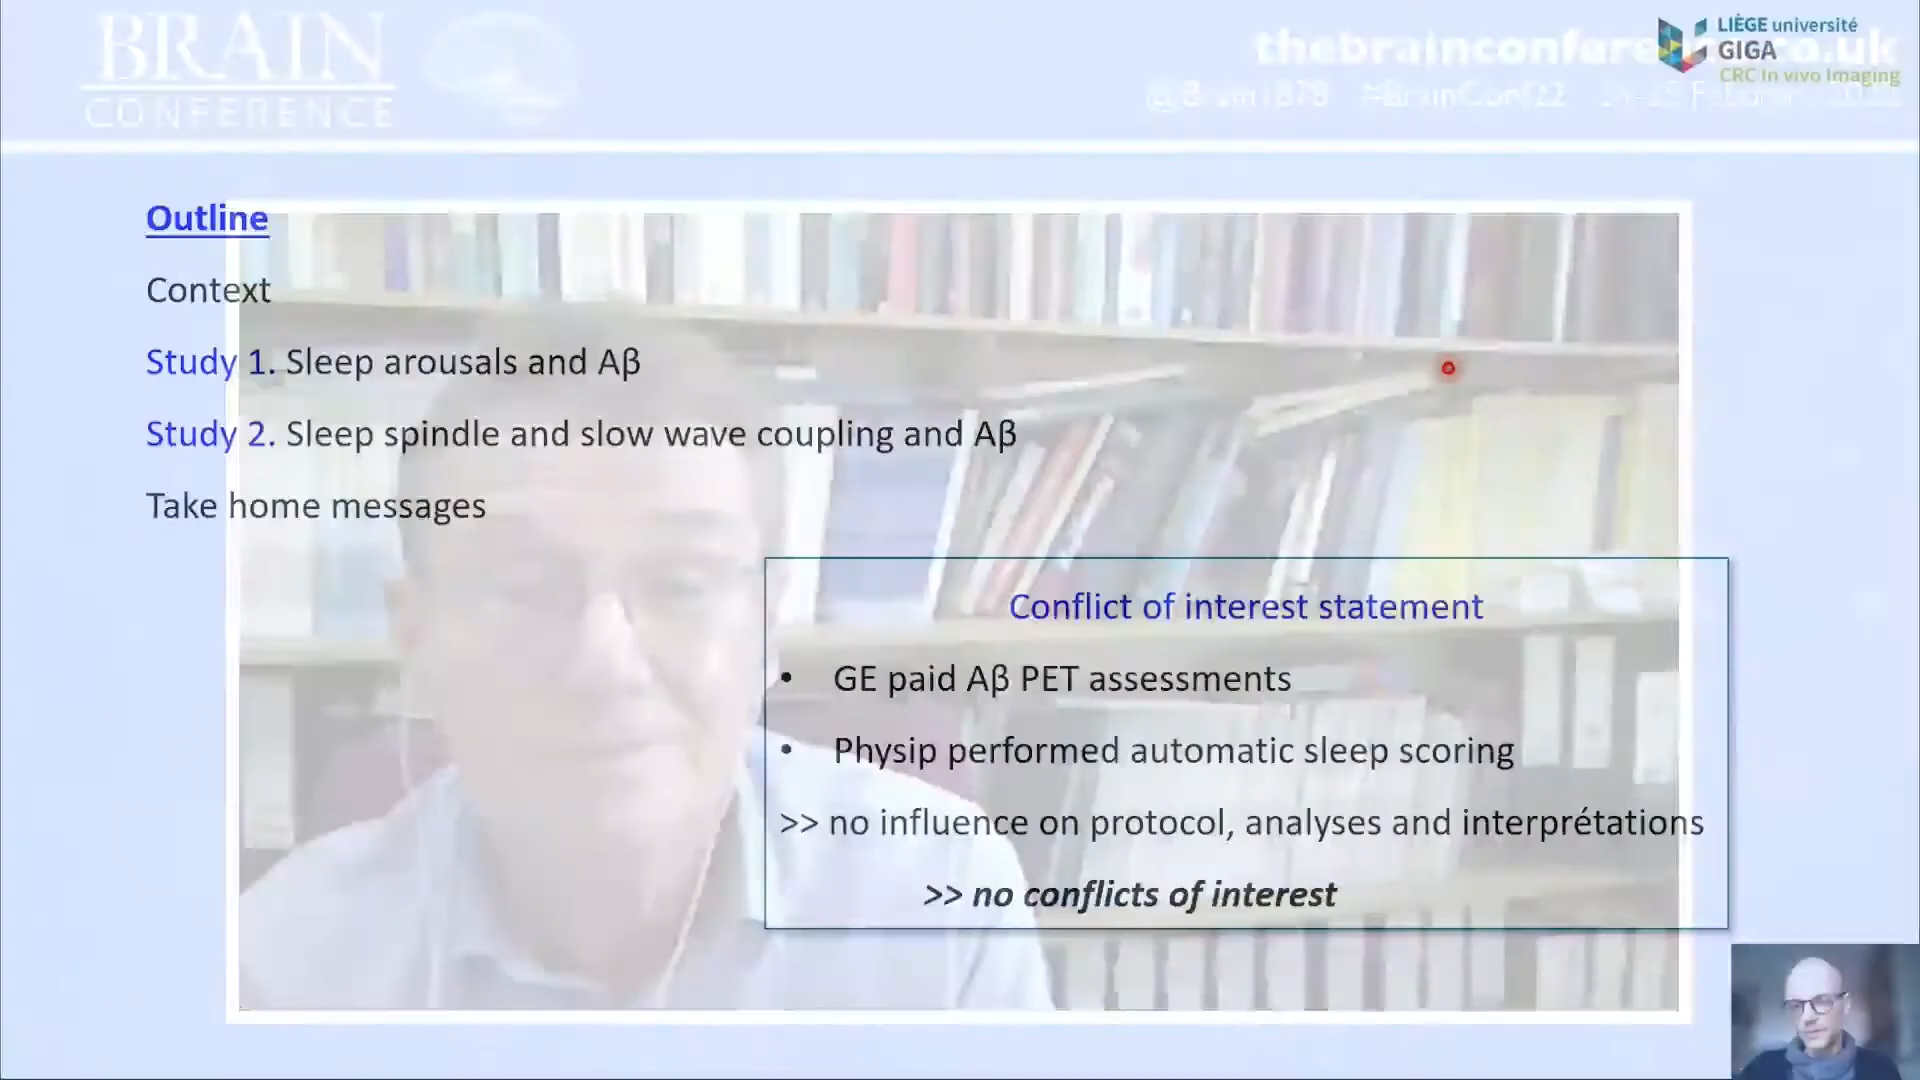 BRAIN
CONFERENCE
LIÈGE université
GIGA
CRC In vivo Imaging
@Brain1878 #BrainConf22
Outline
Context
Study 1. Sleep arousals and Aβ
Study 2. Sleep spindle and slow wave coupling and Aβ
Take home messages
Conflict of interest statement
• GE paid Aβ PET assessments
• Physip performed automatic sleep scoring
>> no influence on protocol, analyses and interprétations
>> no conflicts of interest